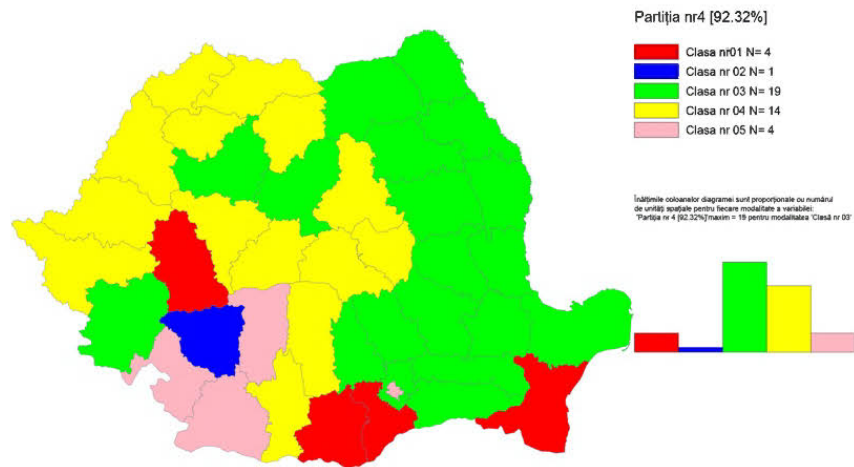 Partiția nr4 [92.32%]
Clasa nr01 N= 4
Clasa nr 02 N= 1
Clasa nr 03 N= 19
Clasa nr 04 N= 14
Clasa nr 05 N= 4
Înălțimile coloanelor diagramei sunt proporționale cu numărul
de unități spațiale pentru fiecare modalitate a variabilei:
"Partiția nr 4 [92.32%]'maxim = 19 pentru modalitatea 'Clasă nr 03'